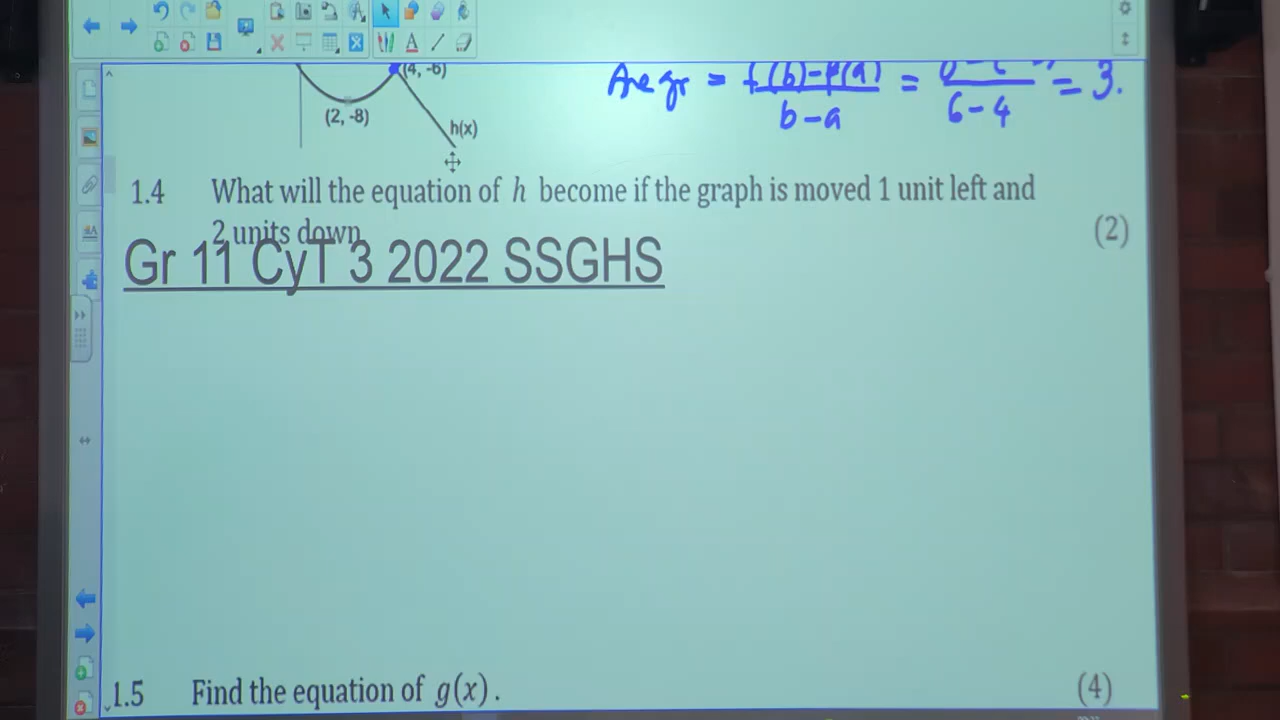 (4, -6)
(2, -8)
h(x)
Ave gr = f(b)-f(a) / b-a = / 6-4 = 3.
1.4 What will the equation of h become if the graph is moved 1 unit left and
2 units down (2)
Gr 11 CyT 3 2022 SSGHS
1.5 Find the equation of g(x). (4)